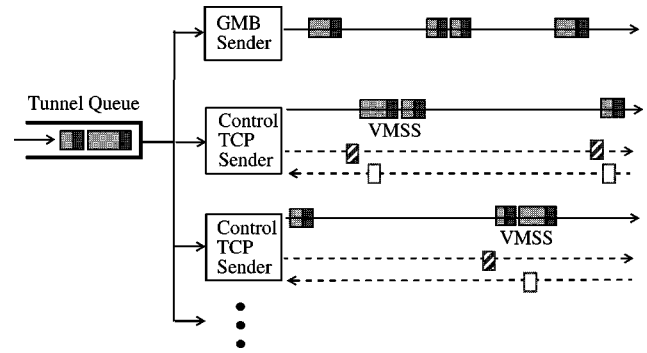 GMB
Sender
Tunnel Queue
Control
TCP
Sender
VMSS
Control
TCP
Sender
VMSS